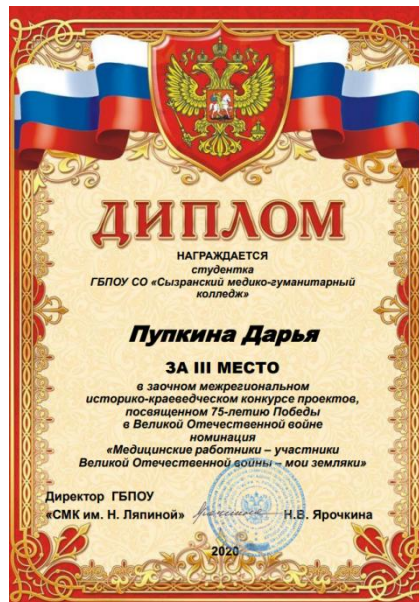 ДИПЛОМ
НАГРАЖДАЕТСЯ
студентка
ГБПОУ СО «Сызранский медико-гуманитарный
колледж»
Пупкина Дарья
ЗА III МЕСТО
в заочном межрегиональном
историко-краеведческом конкурсе проектов,
посвященном 75-летию Победы
в Великой Отечественной войне
номинация
«Медицинские работники – участники
Великой Отечественной войны – мои земляки»
Директор ГБПОУ
«СМК им. Н. Ляпиной» Н.В. Ярочкина
2020